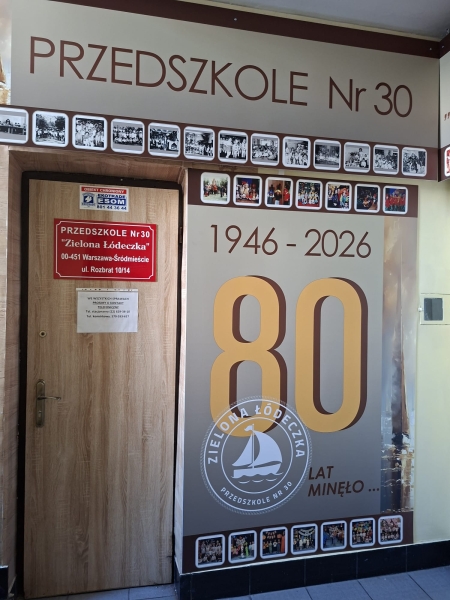 PRZEDSZKOLE Nr 30
ESOM
PRZEDSZKOLE Nr 30
"Zielona Łódeczka"
00-451 Warszawa-Śródmieście
ul. Rozbrat 10/14
1946 - 2026
80
LAT
MINĘŁO ...
ZIELONA ŁÓDECZKA
PRZEDSZKOLE NR 30